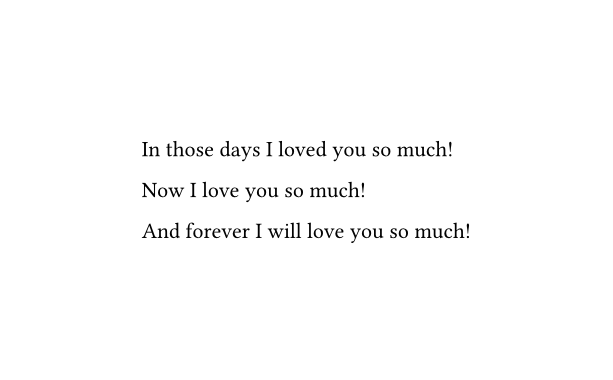 In those days I loved you so much!
Now I love you so much!
And forever I will love you so much!